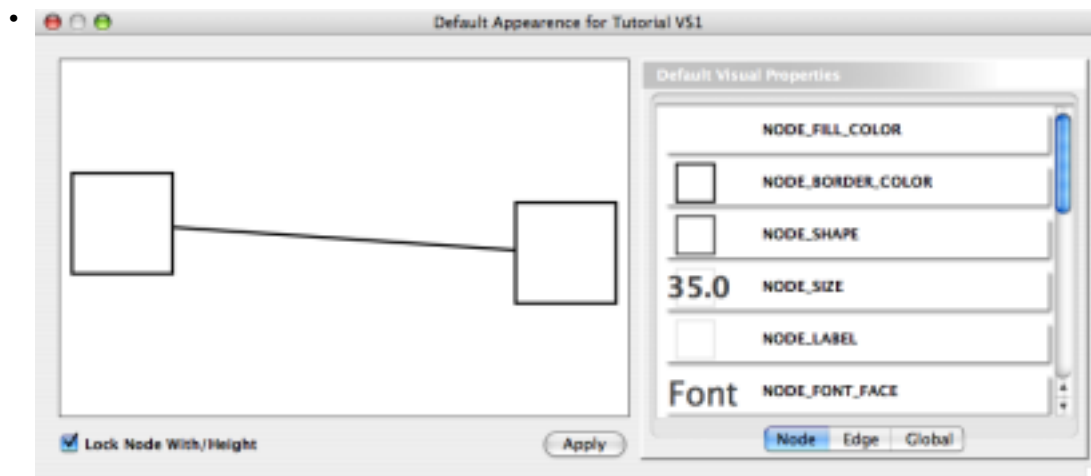 Default Appearence for Tutorial VS1
Default Visual Properties
NODE_FILL_COLOR
NODE_BORDER_COLOR
NODE_SHAPE
35.0 NODE_SIZE
NODE_LABEL
Font NODE_FONT_FACE
Lock Node With/Height
Apply
Node Edge Global